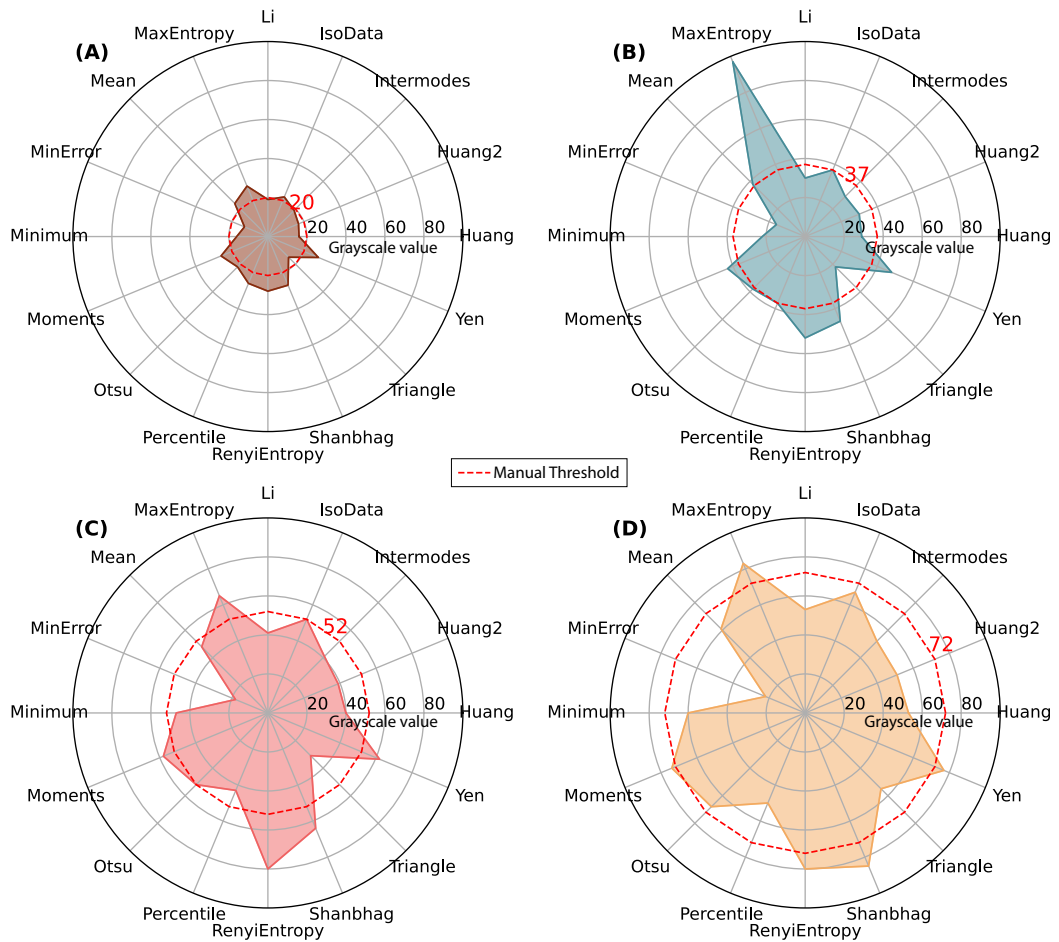 (A)
Li
MaxEntropy
IsoData
Mean
Intermodes
MinError
Huang2
20
20 40 60 80
Minimum
Grayscale value
Huang
Moments
Yen
Otsu
Triangle
Percentile
Shanbhag
RenyiEntropy
(B)
MaxEntropy
IsoData
Mean
Intermodes
MinError
Huang2
37
20 40 60 80
Minimum
Grayscale value
Huang
Moments
Yen
Otsu
Triangle
Percentile
Shanbhag
RenyiEntropy
Manual Threshold
(C)
Li
MaxEntropy
IsoData
Mean
Intermodes
MinError
Huang2
52
20 40 60 80
Minimum
Grayscale value
Huang
Moments
Yen
Otsu
Triangle
Percentile
Shanbhag
RenyiEntropy
(D)
MaxEntropy
IsoData
Mean
Intermodes
MinError
Huang2
72
20 40 60 80
Minimum
Grayscale value
Huang
Moments
Yen
Otsu
Triangle
Percentile
Shanbhag
RenyiEntropy